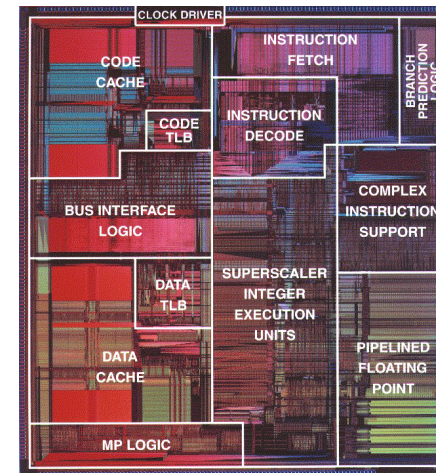 CLOCK DRIVER
CODE
CACHE
CODE
TLB
INSTRUCTION
FETCH
INSTRUCTION
DECODE
BRANCH
PREDICTION
LOGIC
BUS INTERFACE
LOGIC
COMPLEX
INSTRUCTION
SUPPORT
DATA
TLB
SUPERSCALER
INTEGER
EXECUTION
UNITS
DATA
CACHE
PIPELINED
FLOATING
POINT
MP LOGIC